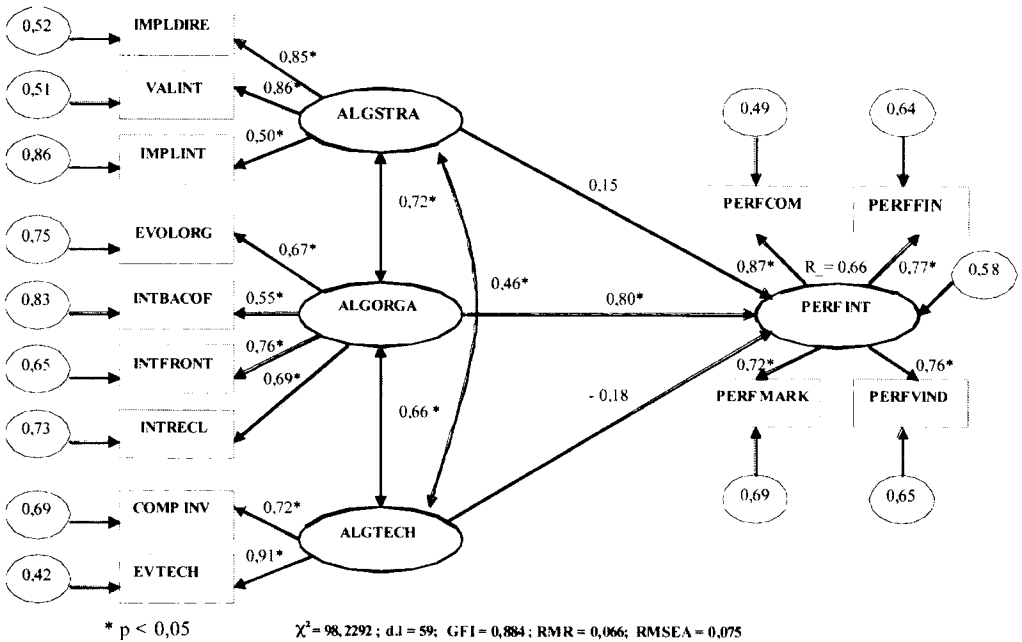 0,52
IMPLDIRE
0,85*
0,51
VALINT
0,86*
ALGSTRA
0,49
0,64
0,86
IMPLINT
0,50*
0,15
0,72*
PERFCOM
PERFFIN
0,75
EVOLORG
0,67*
0,87*
R_= 0,66
0,77*
0,58
0,83
INTBACOF
0,55*
ALGORGA
0,46*
0,80*
PERFINT
0,65
INTFRONT
0,76*
0,69*
0,72*
0,76*
- 0,18
PERFMARK
PERFVIND
0,73
INTRECL
0,66 *
0,69
COMP INV
0,72*
ALGTECH
0,69
0,65
0,42
EVTECH
0,91*
* p < 0,05
χ² = 98, 2292 ; d.l = 59; GFI = 0,884 ; RMR = 0,066; RMSEA = 0,075